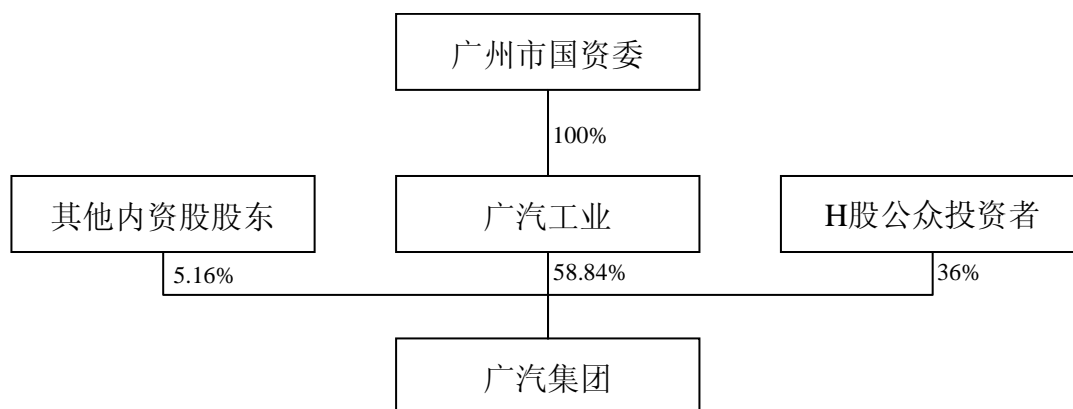 广州市国资委
100%
其他内资股股东
广汽工业
H股公众投资者
5.16%
58.84%
36%
广汽集团